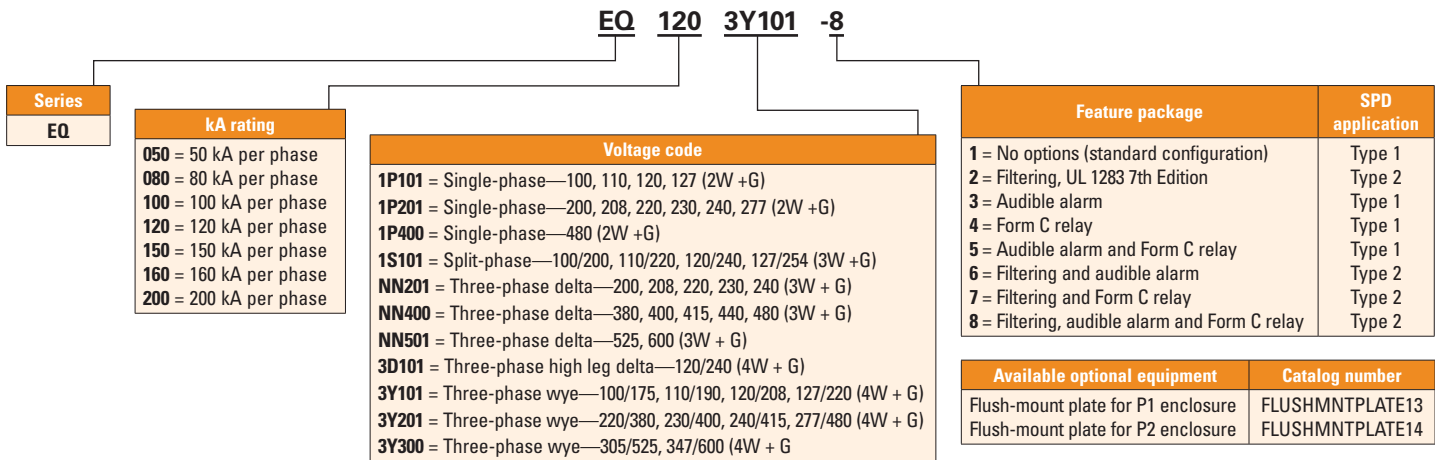 EQ 120 3Y101 -8
Series
EQ
kA rating
050 = 50 kA per phase
080 = 80 kA per phase
100 = 100 kA per phase
120 = 120 kA per phase
150 = 150 kA per phase
160 = 160 kA per phase
200 = 200 kA per phase
Voltage code
1P101 = Single-phase—100, 110, 120, 127 (2W +G)
1P201 = Single-phase—200, 208, 220, 230, 240, 277 (2W +G)
1P400 = Single-phase—480 (2W +G)
1S101 = Split-phase—100/200, 110/220, 120/240, 127/254 (3W +G)
NN201 = Three-phase delta—200, 208, 220, 230, 240 (3W + G)
NN400 = Three-phase delta—380, 400, 415, 440, 480 (3W + G)
NN501 = Three-phase delta—525, 600 (3W + G)
3D101 = Three-phase high leg delta—120/240 (4W + G)
3Y101 = Three-phase wye—100/175, 110/190, 120/208, 127/220 (4W + G)
3Y201 = Three-phase wye—220/380, 230/400, 240/415, 277/480 (4W + G)
3Y300 = Three-phase wye—305/525, 347/600 (4W + G
Feature package SPD application
1 = No options (standard configuration) Type 1
2 = Filtering, UL 1283 7th Edition Type 2
3 = Audible alarm Type 1
4 = Form C relay Type 1
5 = Audible alarm and Form C relay Type 1
6 = Filtering and audible alarm Type 2
7 = Filtering and Form C relay Type 2
8 = Filtering, audible alarm and Form C relay Type 2
Available optional equipment Catalog number
Flush-mount plate for P1 enclosure FLUSHMNTPLATE13
Flush-mount plate for P2 enclosure FLUSHMNTPLATE14